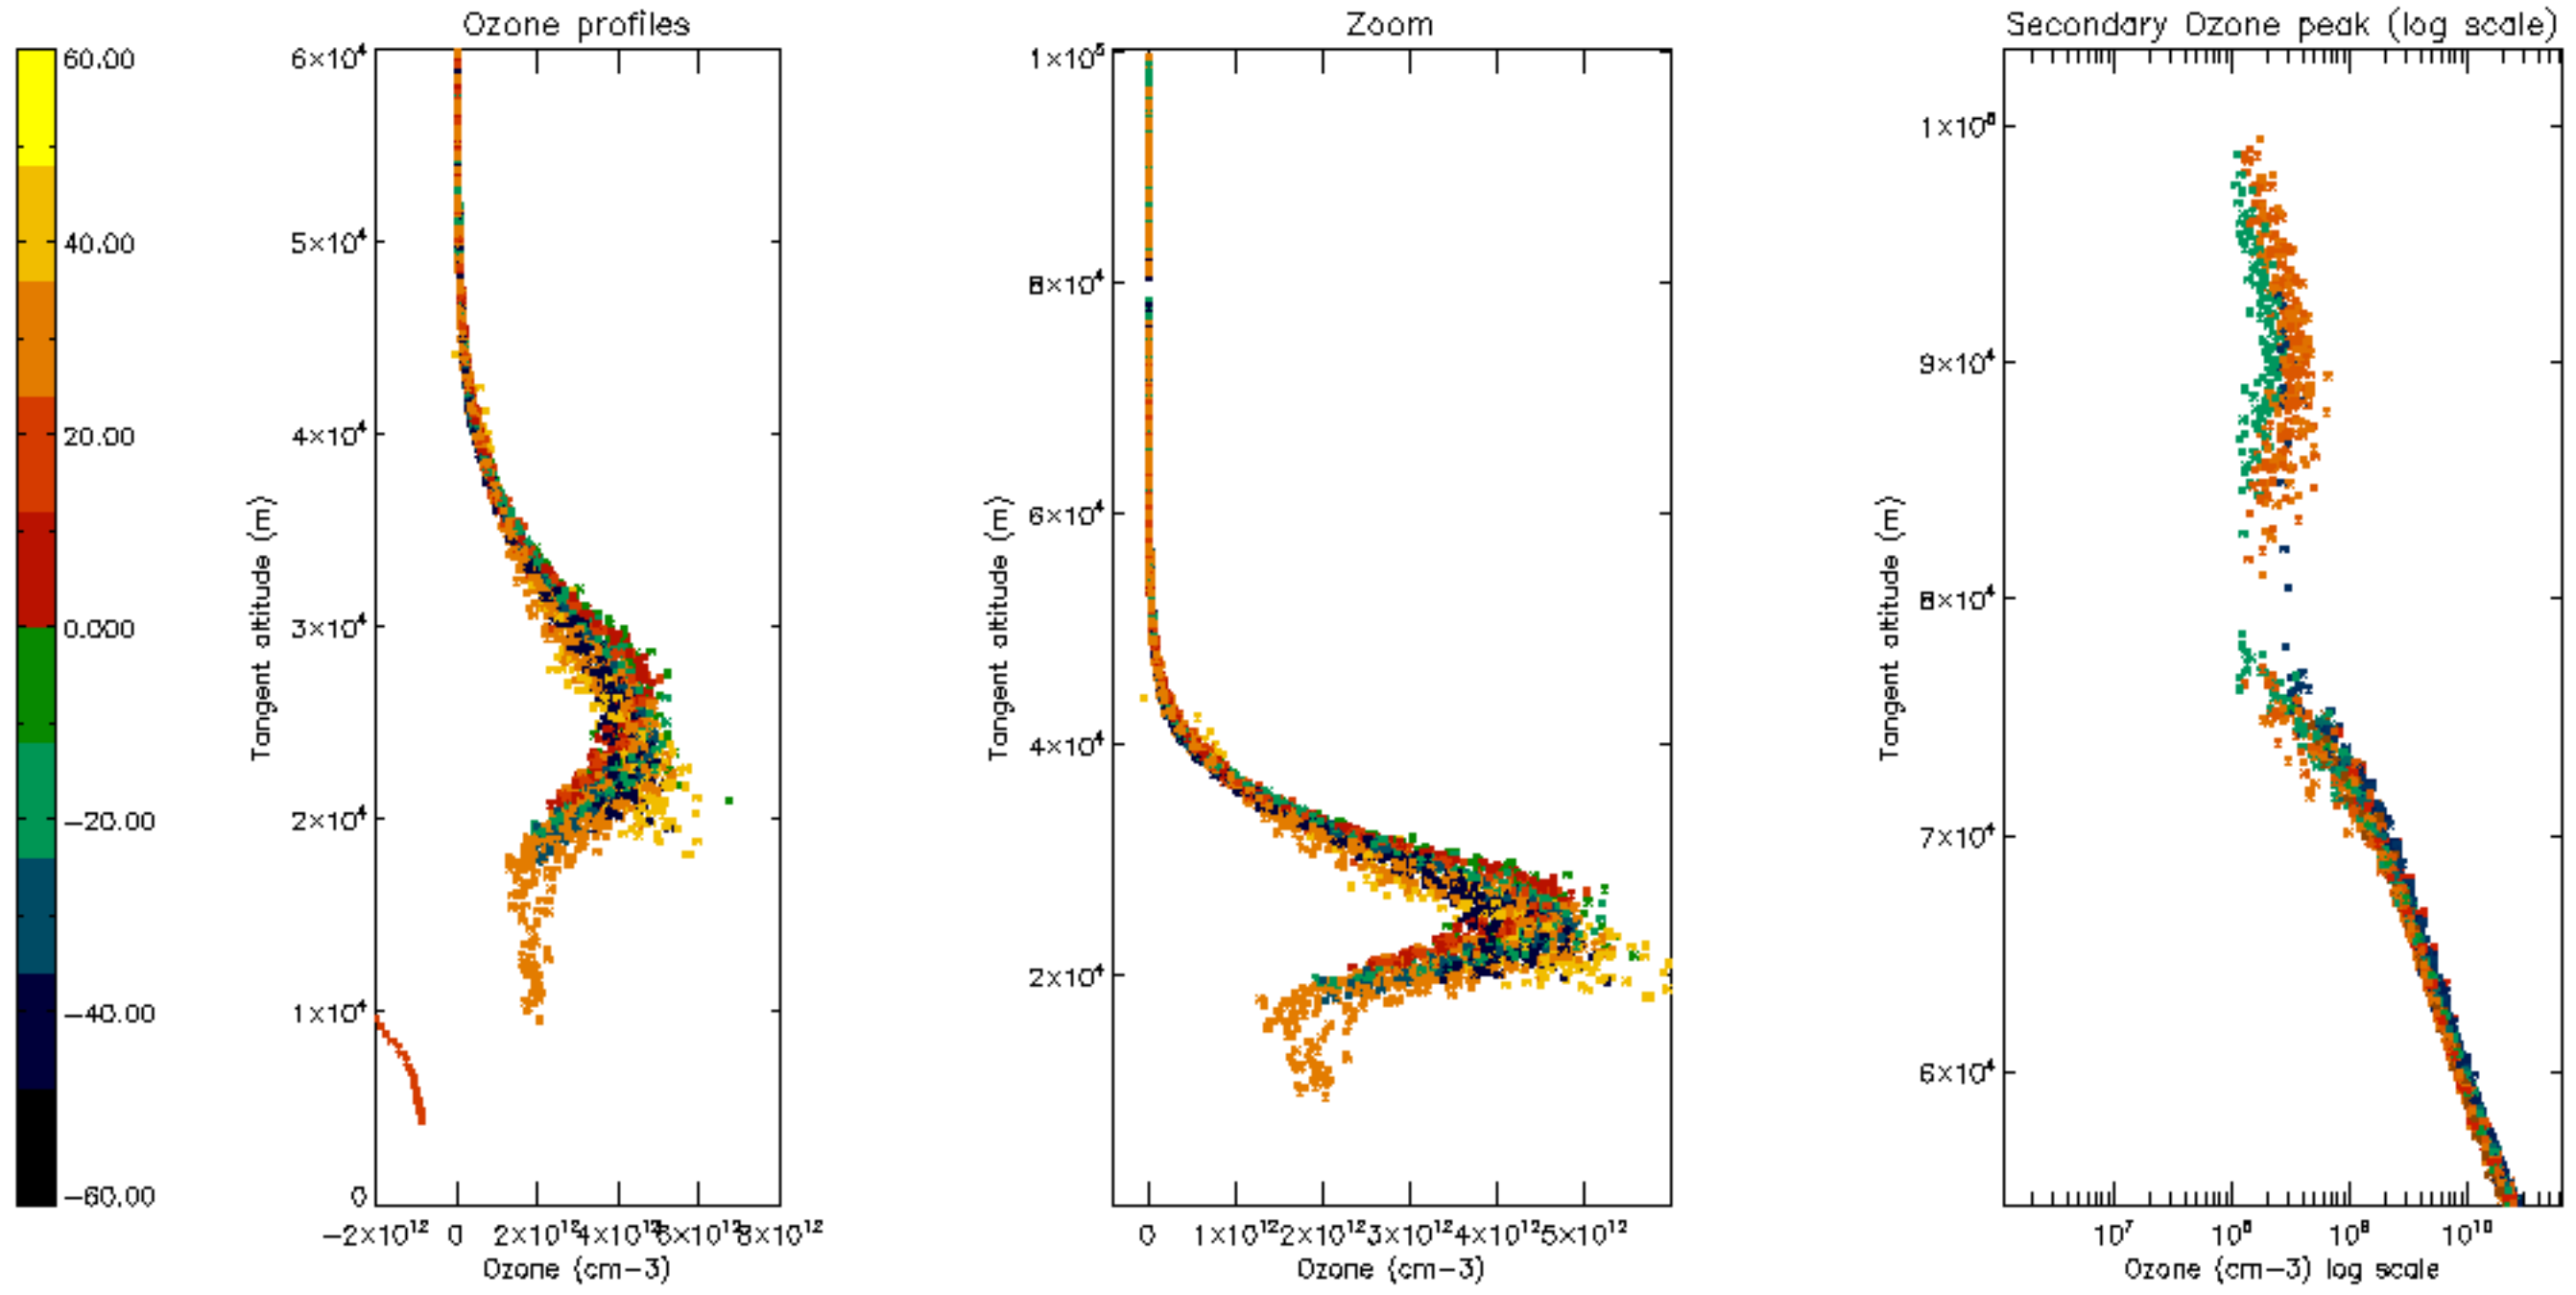 Ozone profiles
Zoom
Secondary Ozone peak (log scale)
60.00
40.00
20.00
0.000
−20.00
−40.00
−60.00
6×10⁴
5×10⁴
4×10⁴
3×10⁴
2×10⁴
1×10⁴
0
Tangent altitude (m)
−2×10¹² 0 2×10¹² 4×10¹² 6×10¹² 8×10¹²
Ozone (cm−3)
1×10⁵
8×10⁴
6×10⁴
4×10⁴
2×10⁴
Tangent altitude (m)
0 1×10¹² 2×10¹² 3×10¹² 4×10¹² 5×10¹²
Ozone (cm−3)
1×10⁵
9×10⁴
8×10⁴
7×10⁴
6×10⁴
Tangent altitude (m)
10⁷ 10⁸ 10⁹ 10¹⁰
Ozone (cm−3) log scale